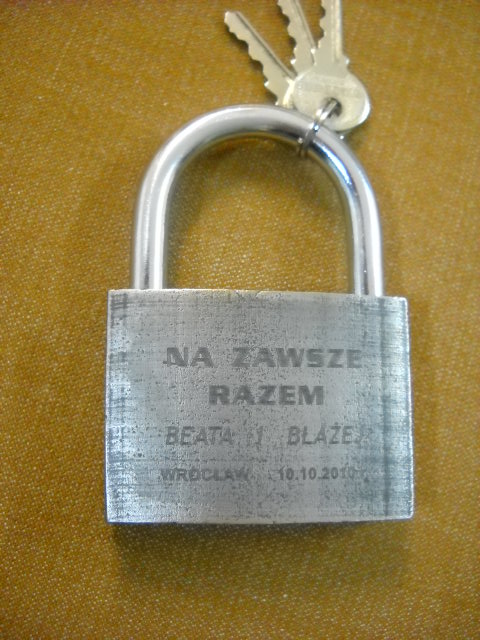 NA ZAWSZE
RAZEM
BEATA I BŁAŻEJ
WROCŁAW 10.10.2010 r.